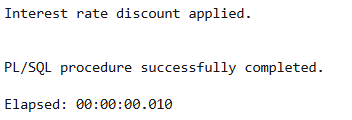 Interest rate discount applied.
PL/SQL procedure successfully completed.
Elapsed: 00:00:00.010